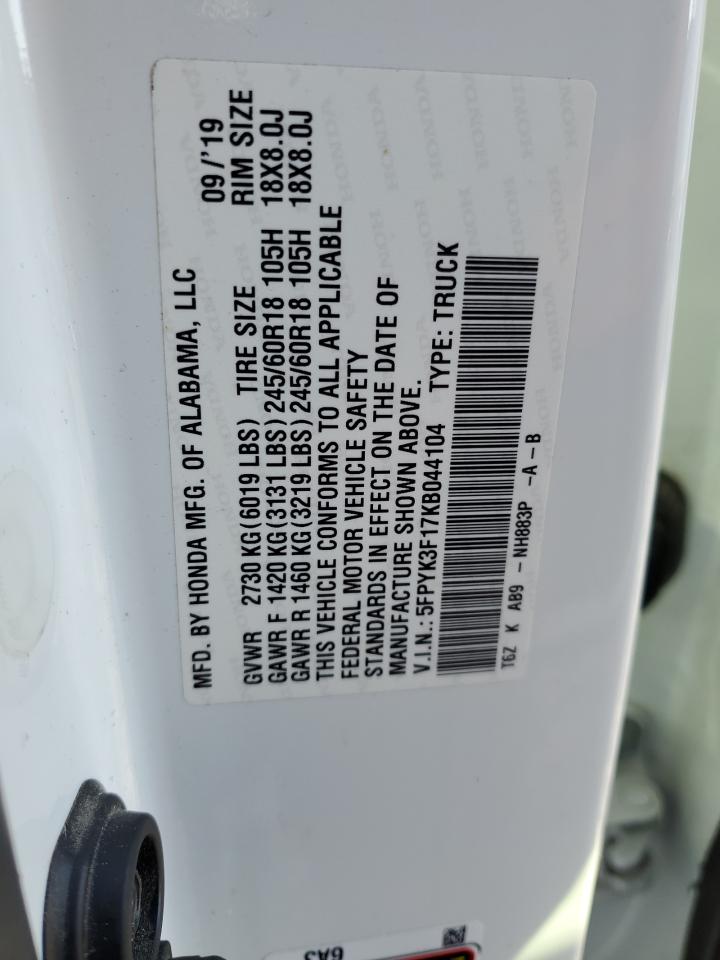 MFD. BY HONDA MFG. OF ALABAMA, LLC 09/'19
GVWR 2730 KG(6019 LBS) TIRE SIZE RIM SIZE
GAWR F 1420 KG(3131 LBS) 245/60R18 105H 18X8.0J
GAWR R 1460 KG(3219 LBS) 245/60R18 105H 18X8.0J
THIS VEHICLE CONFORMS TO ALL APPLICABLE
FEDERAL MOTOR VEHICLE SAFETY
STANDARDS IN EFFECT ON THE DATE OF
MANUFACTURE SHOWN ABOVE.
V.I.N.: 5FPYK3F17KB044104 TYPE: TRUCK
T6Z K AB9 - NH883P -A-B
6A3